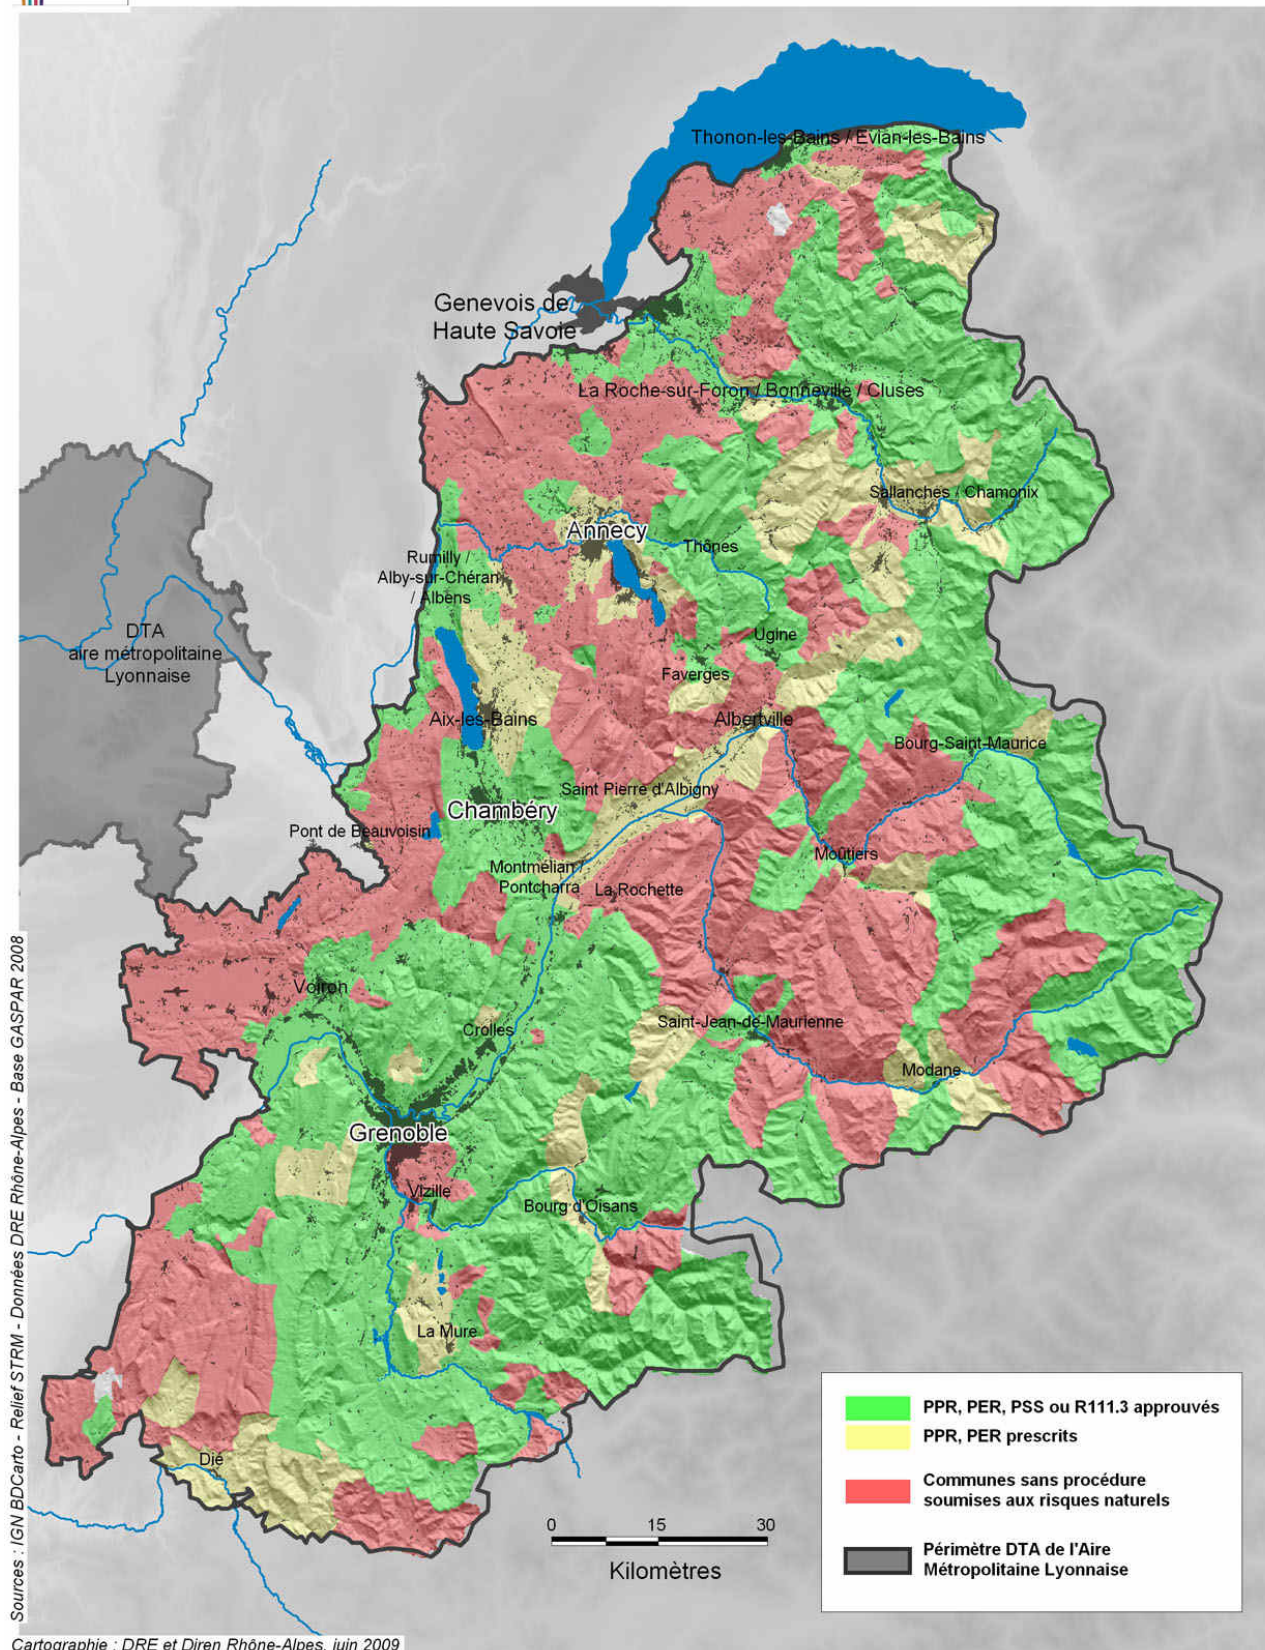 Thonon-les-Bains / Evian-les-Bains
Genevois de
Haute Savoie
La Roche-sur-Foron / Bonneville / Cluses
Sallanches / Chamonix
Annecy
Thônes
Rumilly /
Alby-sur-Chéran
/ Albens
DTA
aire métropolitaine
Lyonnaise
Ugine
Faverges
Aix-les-Bains
Albertville
Bourg-Saint-Maurice
Saint Pierre d'Albigny
Chambéry
Pont de Beauvoisin
Moûtiers
Montmélian /
Pontcharra
La Rochette
Voiron
Crolles
Saint-Jean-de-Maurienne
Modane
Grenoble
Vizille
Bourg d'Oisans
La Mure
Die
PPR, PER, PSS ou R111.3 approuvés
PPR, PER prescrits
Communes sans procédure
soumises aux risques naturels
Périmètre DTA de l'Aire
Métropolitaine Lyonnaise
0 15 30
Kilomètres
Sources : IGN BDCarto - Relief STRM - Données DRE Rhône-Alpes - Base GASPAR 2008
Cartographie : DRE et Diren Rhône-Alpes, juin 2009